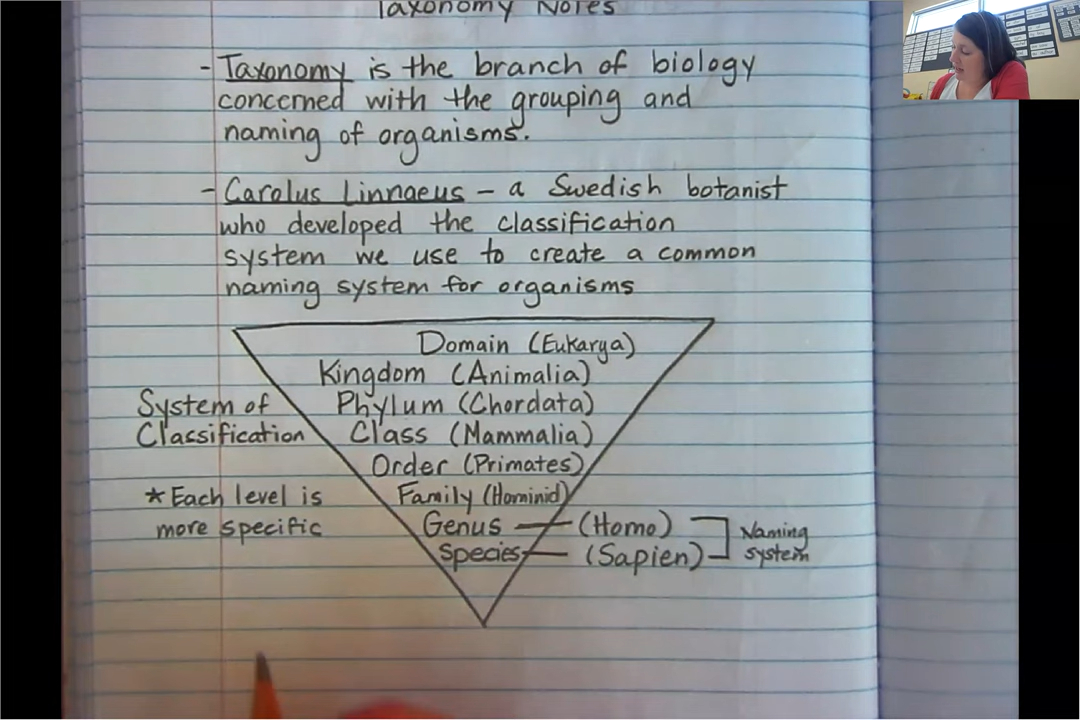 Taxonomy Notes
- Taxonomy is the branch of biology
concerned with the grouping and
naming of organisms.
- Carolus Linnaeus - a Swedish botanist
who developed the classification
system we use to create a common
naming system for organisms
Domain (Eukarya)
Kingdom (Animalia)
Phylum (Chordata)
Class (Mammalia)
Order (Primates)
Family (Hominid)
Genus — (Homo)
Species — (Sapien)
System of
Classification
* Each level is
more specific
Naming
system